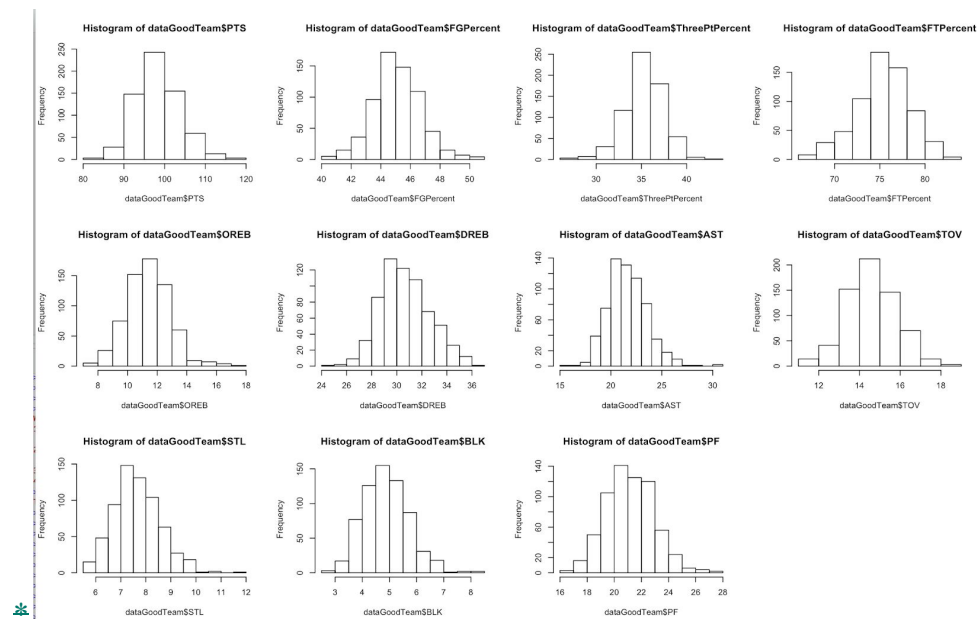 Histogram of dataGoodTeam$PTS
Frequency
0 50 100 150 200 250
80 90 100 110 120
dataGoodTeam$PTS
Histogram of dataGoodTeam$FGPercent
Frequency
0 50 100 150
40 42 44 46 48 50
dataGoodTeam$FGPercent
Histogram of dataGoodTeam$ThreePtPercent
Frequency
0 50 100 150 200 250
30 35 40
dataGoodTeam$ThreePtPercent
Histogram of dataGoodTeam$FTPercent
Frequency
0 50 100 150
70 75 80
dataGoodTeam$FTPercent
Histogram of dataGoodTeam$OREB
Frequency
0 50 100 150
8 10 12 14 16 18
dataGoodTeam$OREB
Histogram of dataGoodTeam$DREB
Frequency
0 20 40 60 80 120
24 26 28 30 32 34 36
dataGoodTeam$DREB
Histogram of dataGoodTeam$AST
Frequency
0 20 60 100 140
15 20 25 30
dataGoodTeam$AST
Histogram of dataGoodTeam$TOV
Frequency
0 50 100 150 200
12 14 16 18
dataGoodTeam$TOV
Histogram of dataGoodTeam$STL
Frequency
0 50 100 150
6 7 8 9 10 11 12
dataGoodTeam$STL
Histogram of dataGoodTeam$BLK
Frequency
0 50 100 150
3 4 5 6 7 8
dataGoodTeam$BLK
Histogram of dataGoodTeam$PF
Frequency
0 20 60 100 140
16 18 20 22 24 26 28
dataGoodTeam$PF